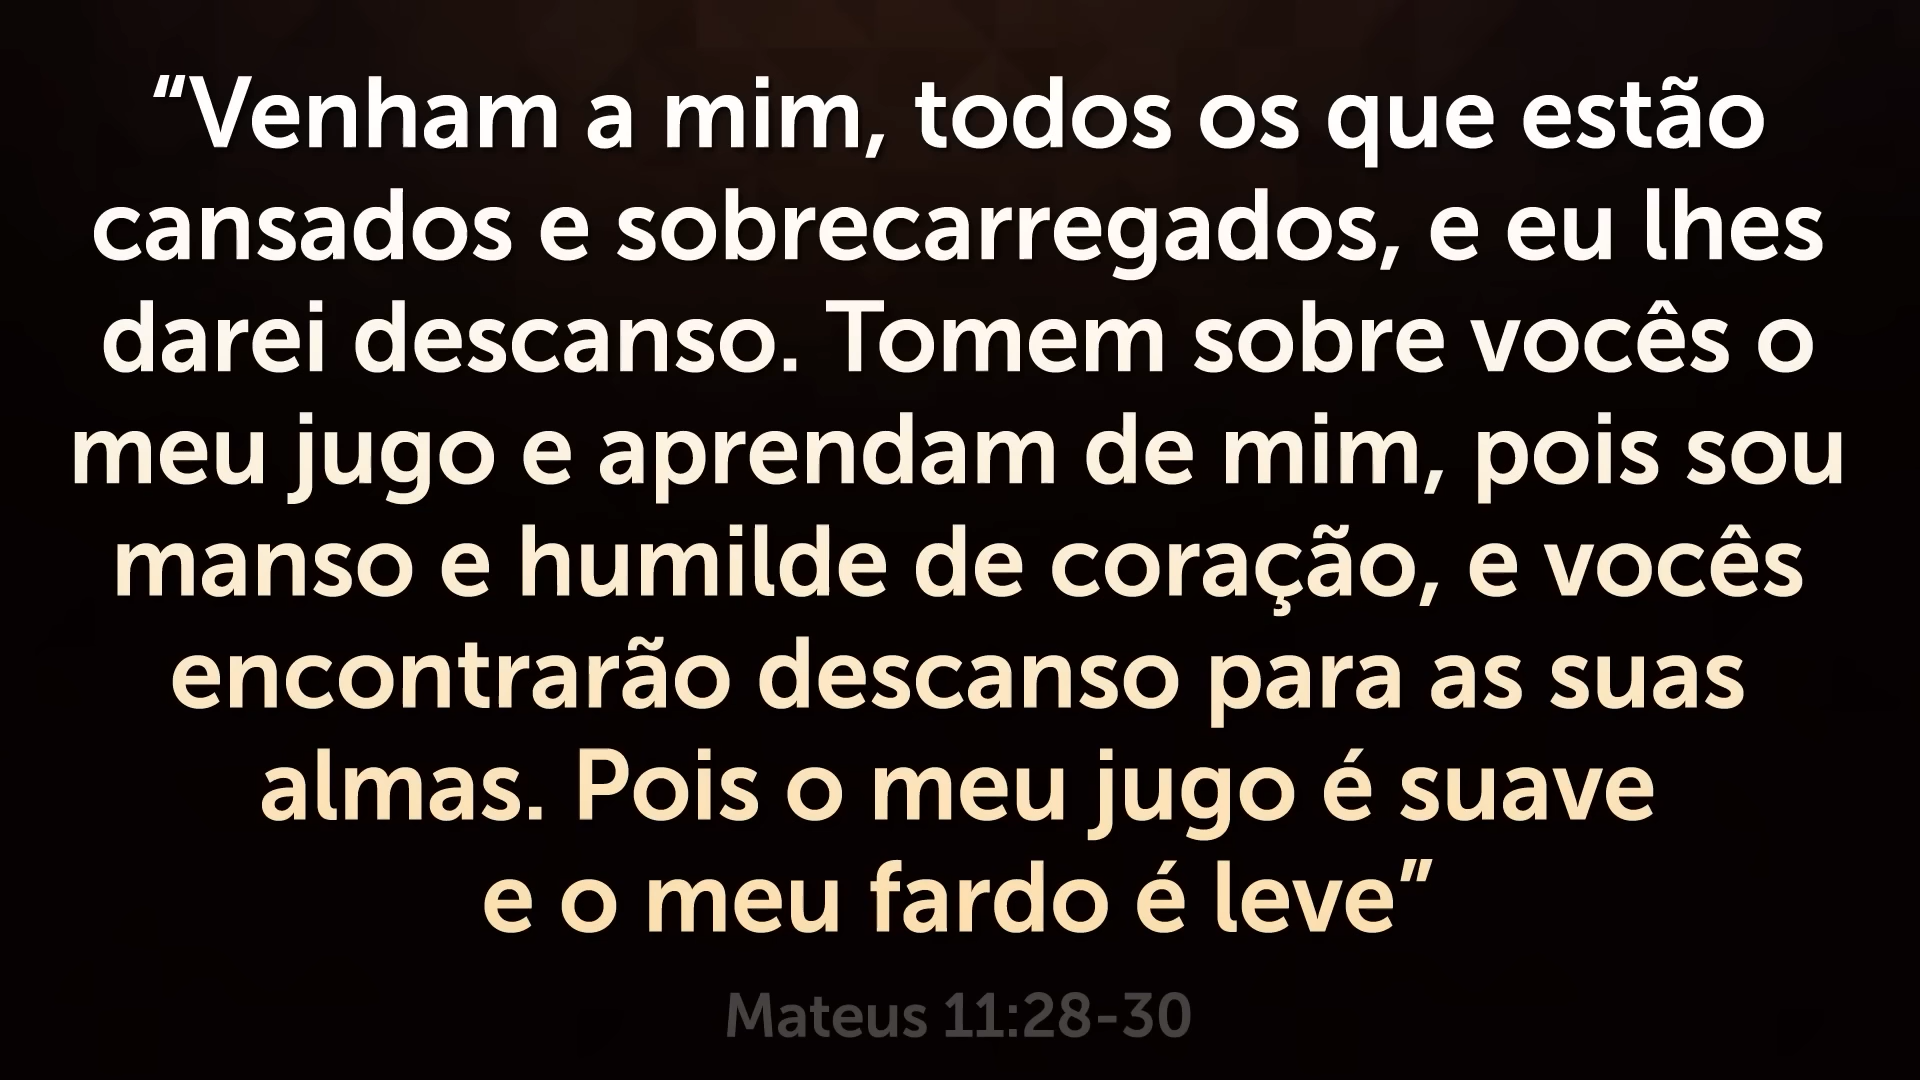 “Venham a mim, todos os que estão
cansados e sobrecarregados, e eu lhes
darei descanso. Tomem sobre vocês o
meu jugo e aprendam de mim, pois sou
manso e humilde de coração, e vocês
encontrarão descanso para as suas
almas. Pois o meu jugo é suave
e o meu fardo é leve”
Mateus 11:28-30